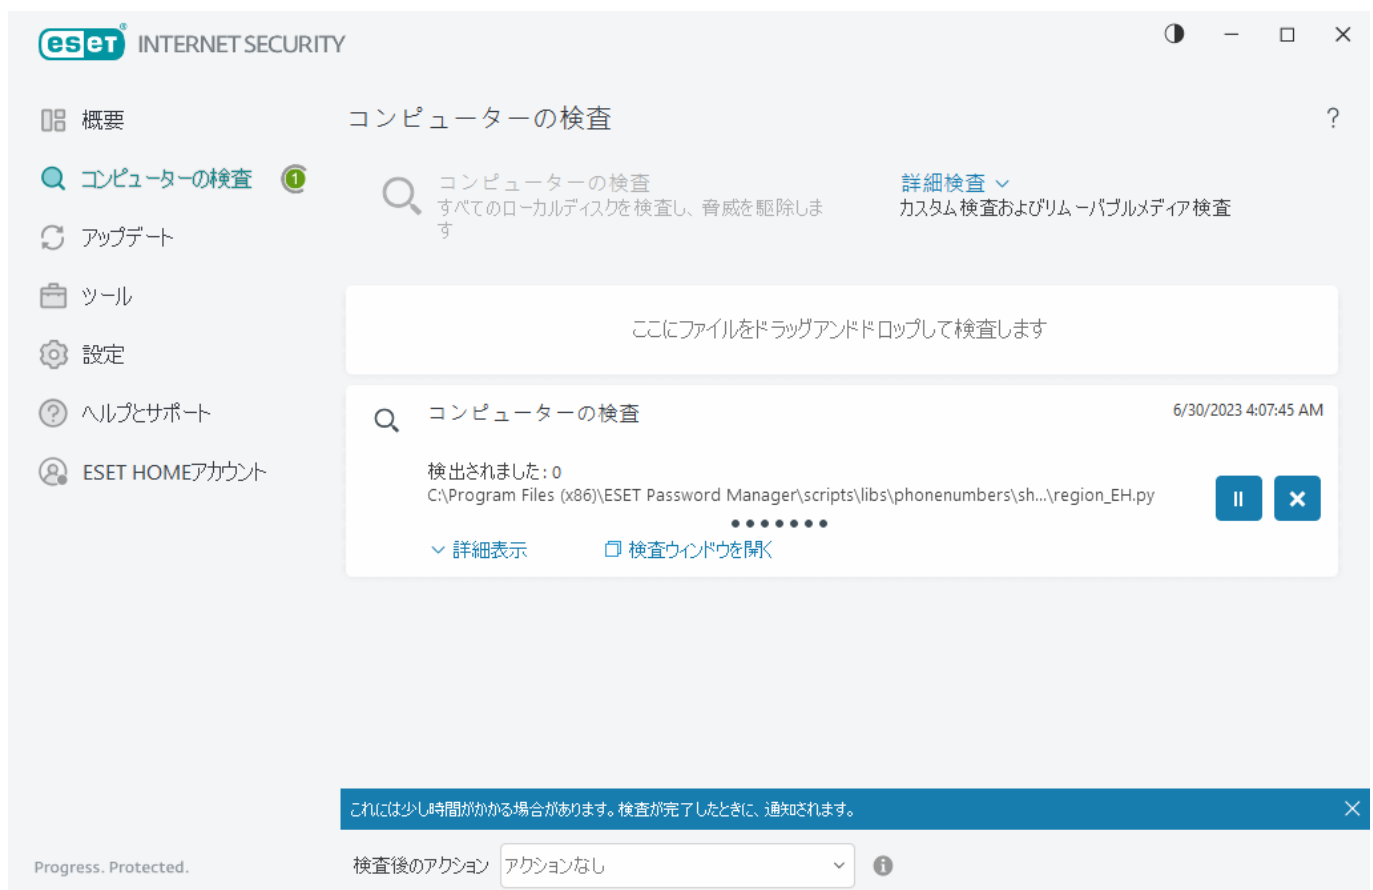 eset INTERNET SECURITY
概要
コンピューターの検査 1
アップデート
ツール
設定
ヘルプとサポート
ESET HOMEアカウント
Progress. Protected.
コンピューターの検査
?
コンピューターの検査
すべてのローカルディスクを検査し、脅威を駆除しま
す
詳細検査
カスタム検査およびリムーバブルメディア検査
ここにファイルをドラッグアンドドロップして検査します
コンピューターの検査
6/30/2023 4:07:45 AM
検出されました: 0
C:\Program Files (x86)\ESET Password Manager\scripts\libs\phonenumbers\sh...\region_EH.py
詳細表示
検査ウィンドウを開く
これには少し時間がかかる場合があります。検査が完了したときに、通知されます。
検査後のアクション アクションなし